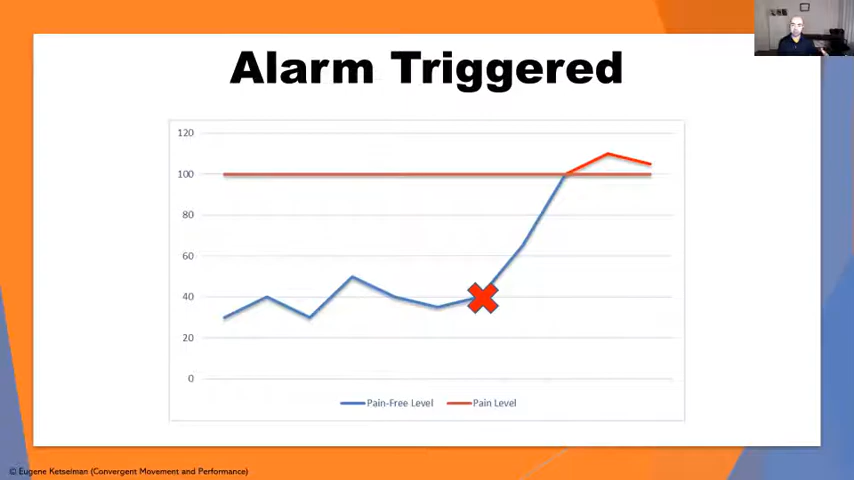 Alarm Triggered
120
100
80
60
40
20
0
Pain-Free Level Pain Level
© Eugene Ketselman (Convergent Movement and Performance)